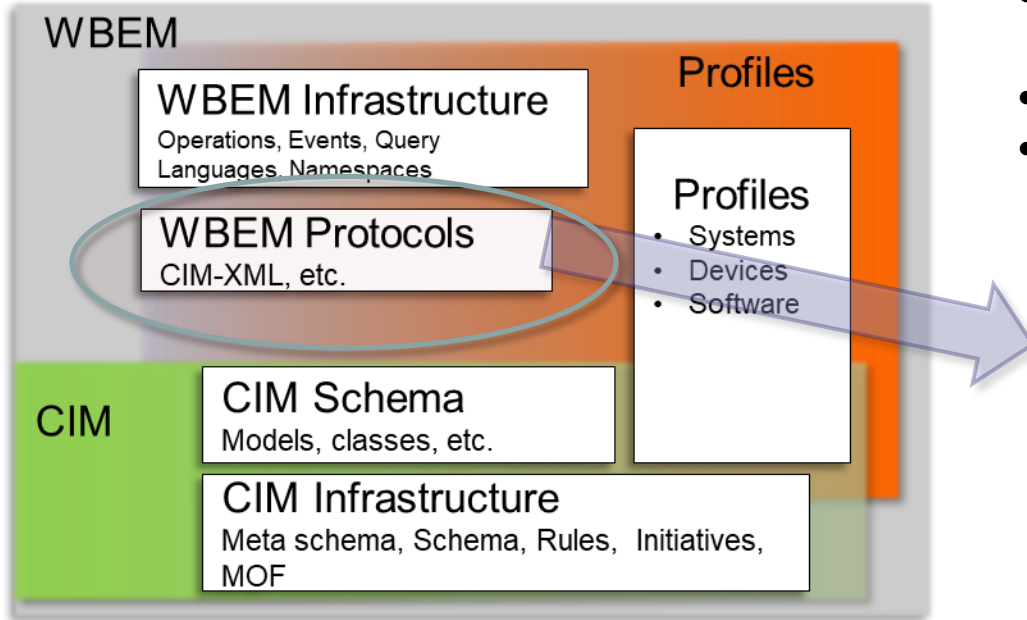 WBEM
Profiles
WBEM Infrastructure
Operations, Events, Query
Languages, Namespaces
WBEM Protocols
CIM-XML, etc.
Profiles
• Systems
• Devices
• Software
CIM
CIM Schema
Models, classes, etc.
CIM Infrastructure
Meta schema, Schema, Rules, Initiatives,
MOF